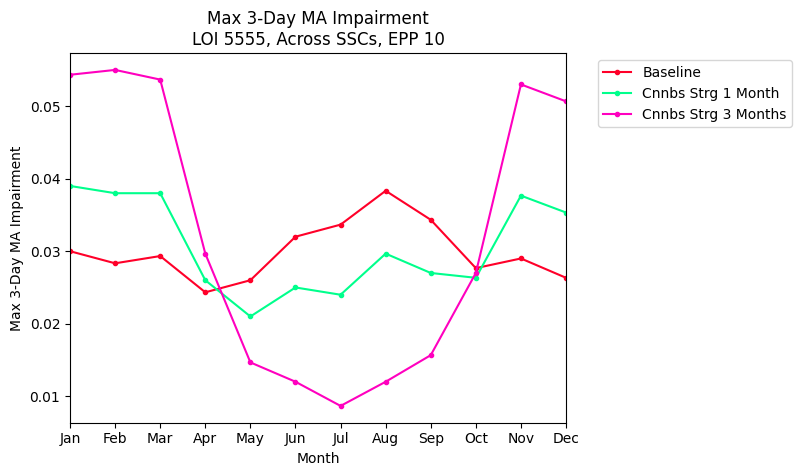 Max 3-Day MA Impairment
LOI 5555, Across SSCs, EPP 10
Baseline
Cnnbs Strg 1 Month
Cnnbs Strg 3 Months
Max 3-Day MA Impairment
0.05
0.04
0.03
0.02
0.01
Jan Feb Mar Apr May Jun Jul Aug Sep Oct Nov Dec
Month